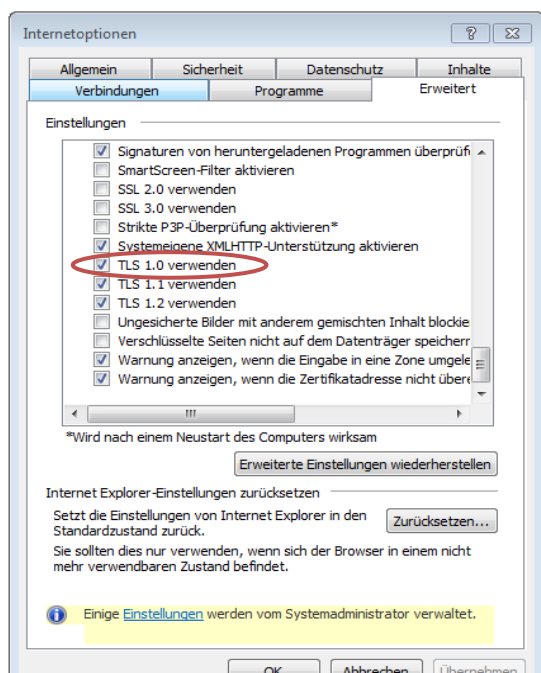 Internetoptionen
Allgemein
Sicherheit
Datenschutz
Inhalte
Verbindungen
Programme
Erweitert
Einstellungen
Signaturen von heruntergeladenen Programmen überprüf
SmartScreen-Filter aktivieren
SSL 2.0 verwenden
SSL 3.0 verwenden
Strikte P3P-Überprüfung aktivieren*
Systemeigene XMLHTTP-Unterstützung aktivieren
TLS 1.0 verwenden
TLS 1.1 verwenden
TLS 1.2 verwenden
Ungesicherte Bilder mit anderem gemischten Inhalt blockie
Verschlüsselte Seiten nicht auf dem Datenträger speicherr
Warnung anzeigen, wenn die Eingabe in eine Zone umgele
Warnung anzeigen, wenn die Zertifikatadresse nicht über
*Wird nach einem Neustart des Computers wirksam
Erweiterte Einstellungen wiederherstellen
Internet Explorer-Einstellungen zurücksetzen
Setzt die Einstellungen von Internet Explorer in den
Standardzustand zurück.
Zurücksetzen...
Sie sollten dies nur verwenden, wenn sich der Browser in einem nicht
mehr verwendbaren Zustand befindet.
Einige Einstellungen werden vom Systemadministrator verwaltet.
OK
Abbrechen
Übernehmen